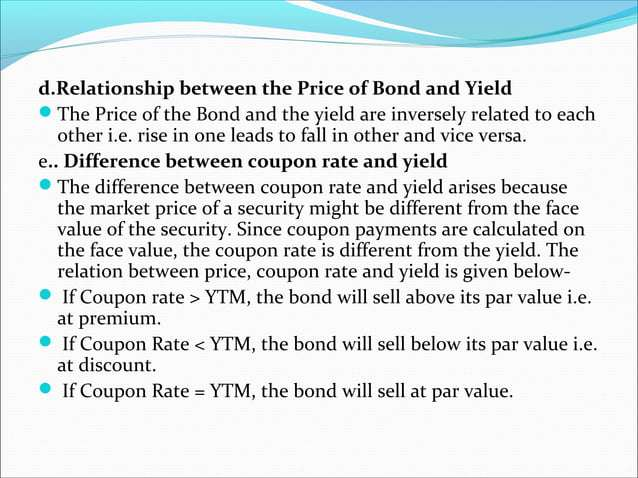 d.Relationship between the Price of Bond and Yield
The Price of the Bond and the yield are inversely related to each
other i.e. rise in one leads to fall in other and vice versa.
e.. Difference between coupon rate and yield
The difference between coupon rate and yield arises because
the market price of a security might be different from the face
value of the security. Since coupon payments are calculated on
the face value, the coupon rate is different from the yield. The
relation between price, coupon rate and yield is given below-
If Coupon rate > YTM, the bond will sell above its par value i.e.
at premium.
If Coupon Rate < YTM, the bond will sell below its par value i.e.
at discount.
If Coupon Rate = YTM, the bond will sell at par value.